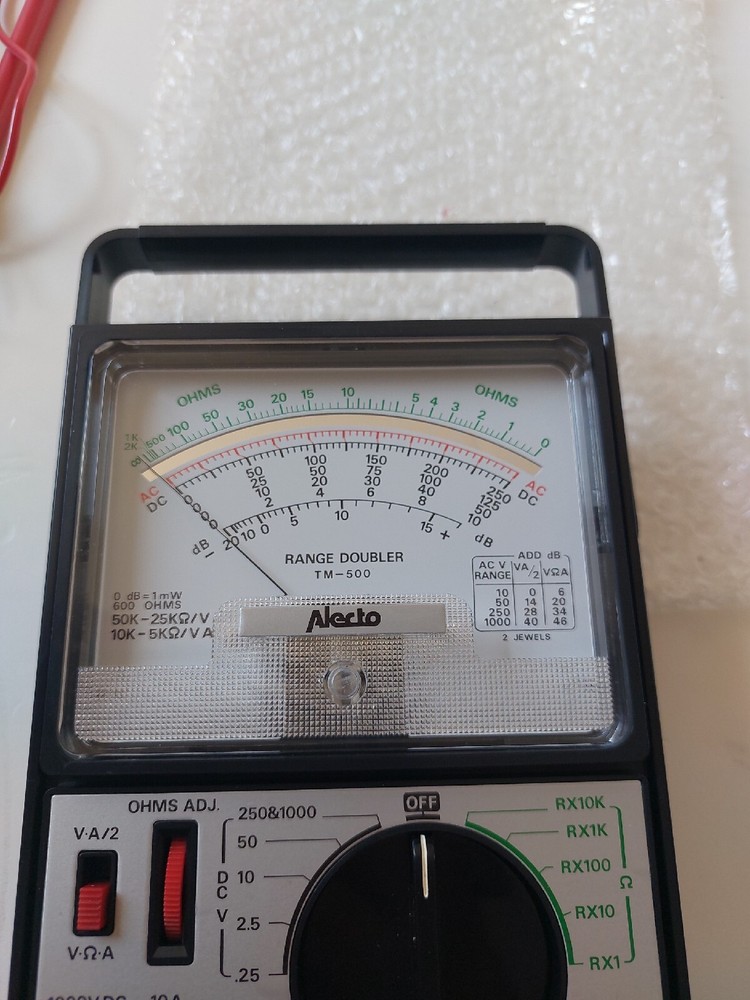 OHMS OHMS
1K 500 100 50 30 20 15 10 5 4 3 2 1 0
2K
∞
AC AC
DC DC
0 50 100 150 200 250
0 25 50 75 100 125
0 10 20 30 40 50
0 2 4 6 8 10
dB − 20 10 0 5 10 15 + dB
RANGE DOUBLER
TM-500
ADD dB
AC V RANGE VA/2 VΩA
10 0 6
50 14 20
250 28 34
1000 40 46
2 JEWELS
0 dB=1mW
600 OHMS
50K-25KΩ/V
10K-5KΩ/V A
Alecto
OHMS ADJ.
V·A/2
V·Ω·A
OFF
250&1000
50
DC V
10
2.5
.25
RX10K
RX1K
RX100
Ω
RX10
RX1